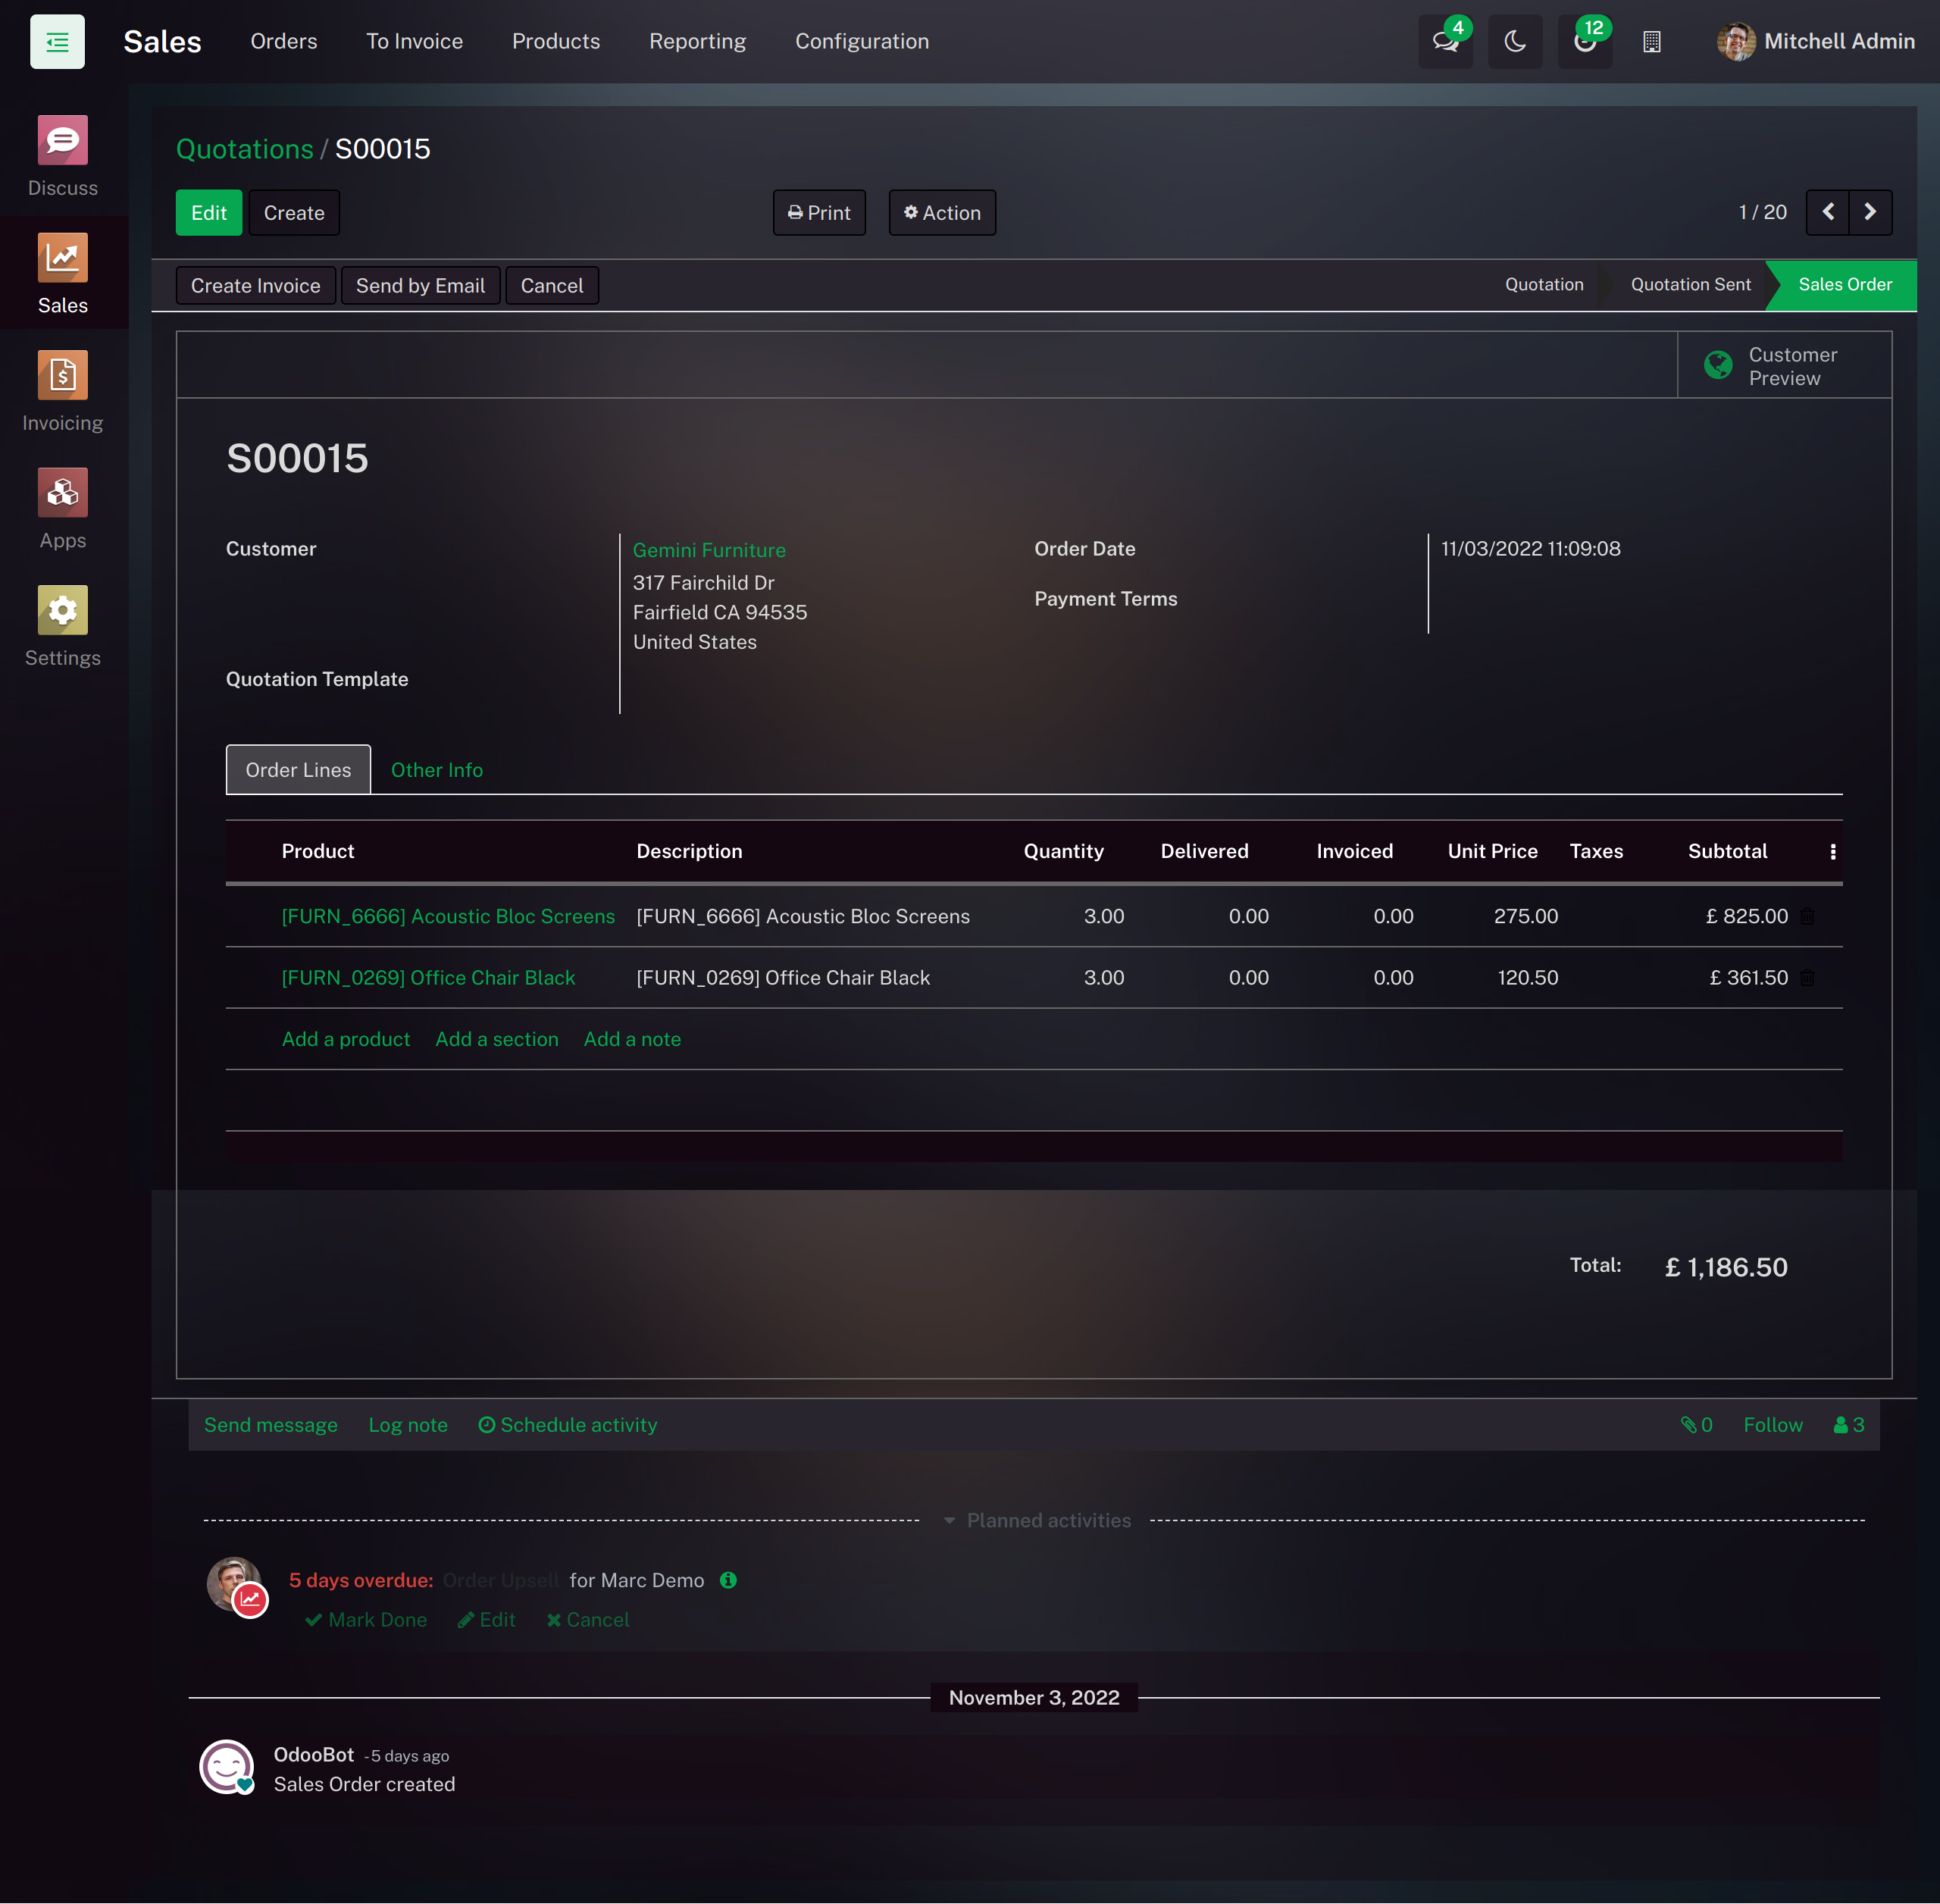 Sales Orders To Invoice Products Reporting Configuration 4 12 Mitchell Admin
Discuss
Sales
Invoicing
Apps
Settings
Quotations / S00015
Edit Create Print Action 1 / 20
Create Invoice Send by Email Cancel Quotation Quotation Sent Sales Order
Customer
Preview
S00015
Customer Gemini Furniture Order Date 11/03/2022 11:09:08
317 Fairchild Dr
Fairfield CA 94535
United States
Payment Terms
Quotation Template
Order Lines Other Info
Product Description Quantity Delivered Invoiced Unit Price Taxes Subtotal
[FURN_6666] Acoustic Bloc Screens [FURN_6666] Acoustic Bloc Screens 3.00 0.00 0.00 275.00 £ 825.00
[FURN_0269] Office Chair Black [FURN_0269] Office Chair Black 3.00 0.00 0.00 120.50 £ 361.50
Add a product Add a section Add a note
Total: £ 1,186.50
Send message Log note Schedule activity 0 Follow 3
Planned activities
5 days overdue: Order Upsell for Marc Demo
Mark Done Edit Cancel
November 3, 2022
OdooBot - 5 days ago
Sales Order created